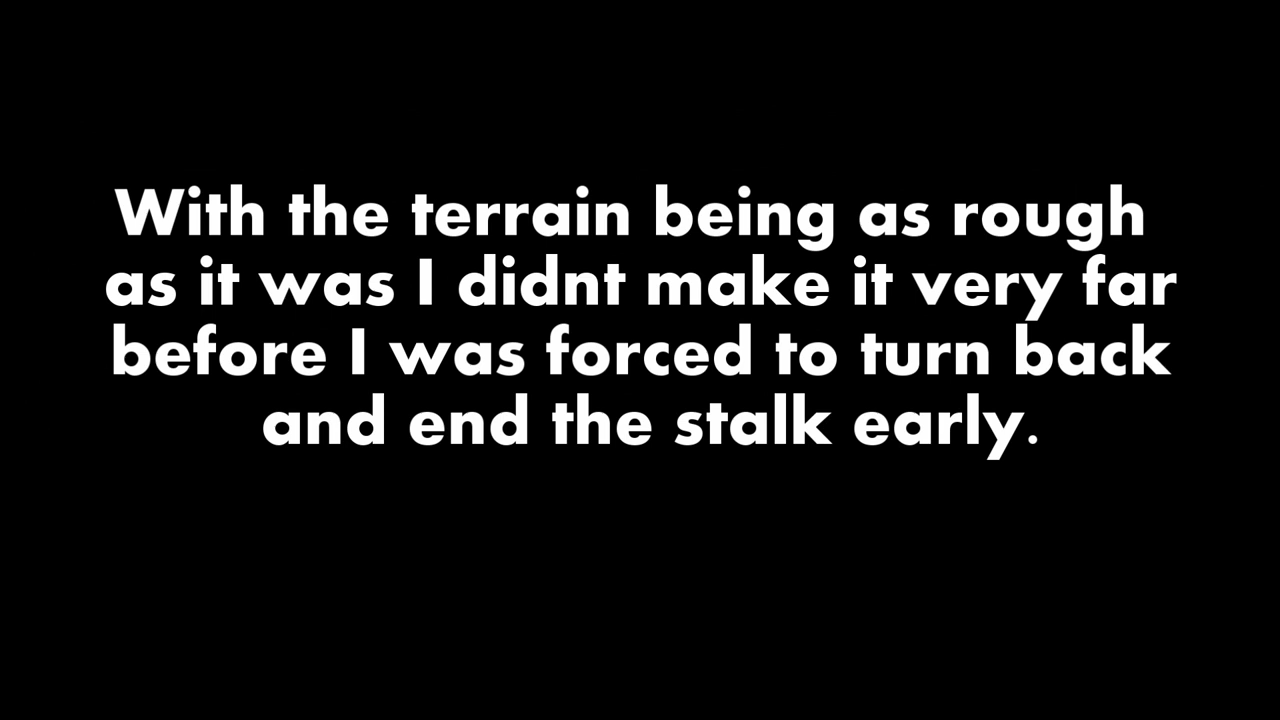 With the terrain being as rough
as it was I didnt make it very far
before I was forced to turn back
and end the stalk early.